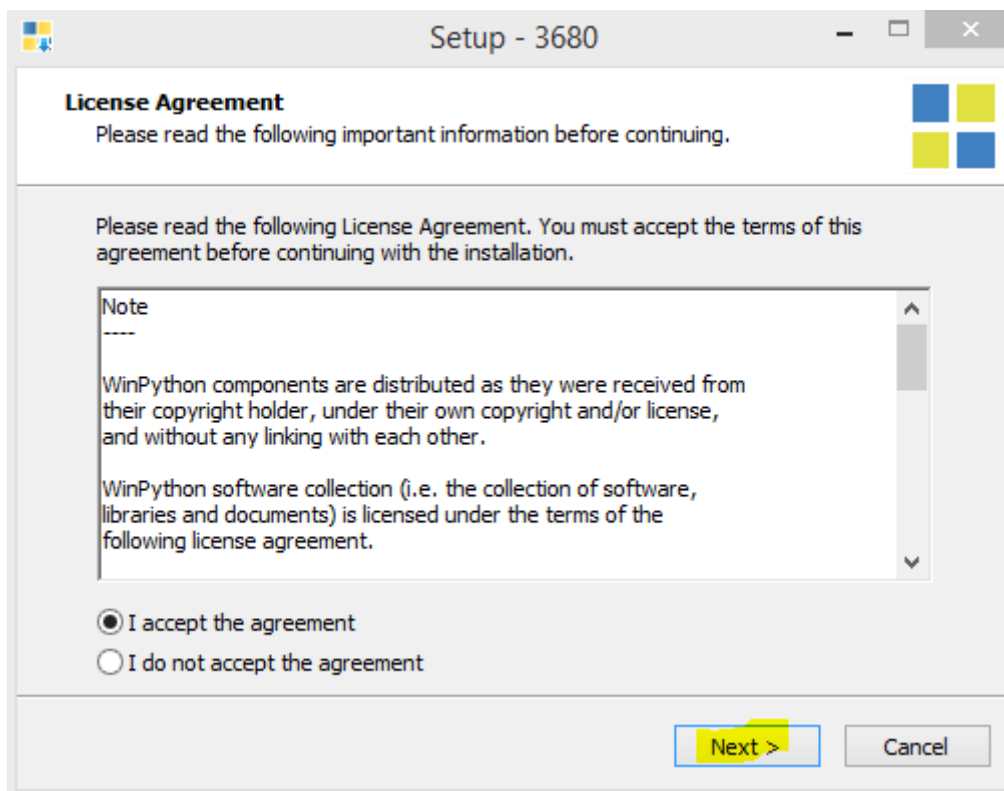 Setup - 3680
License Agreement
Please read the following important information before continuing.
Please read the following License Agreement. You must accept the terms of this
agreement before continuing with the installation.
Note
----
WinPython components are distributed as they were received from
their copyright holder, under their own copyright and/or license,
and without any linking with each other.
WinPython software collection (i.e. the collection of software,
libraries and documents) is licensed under the terms of the
following license agreement.
I accept the agreement
I do not accept the agreement
Next >
Cancel